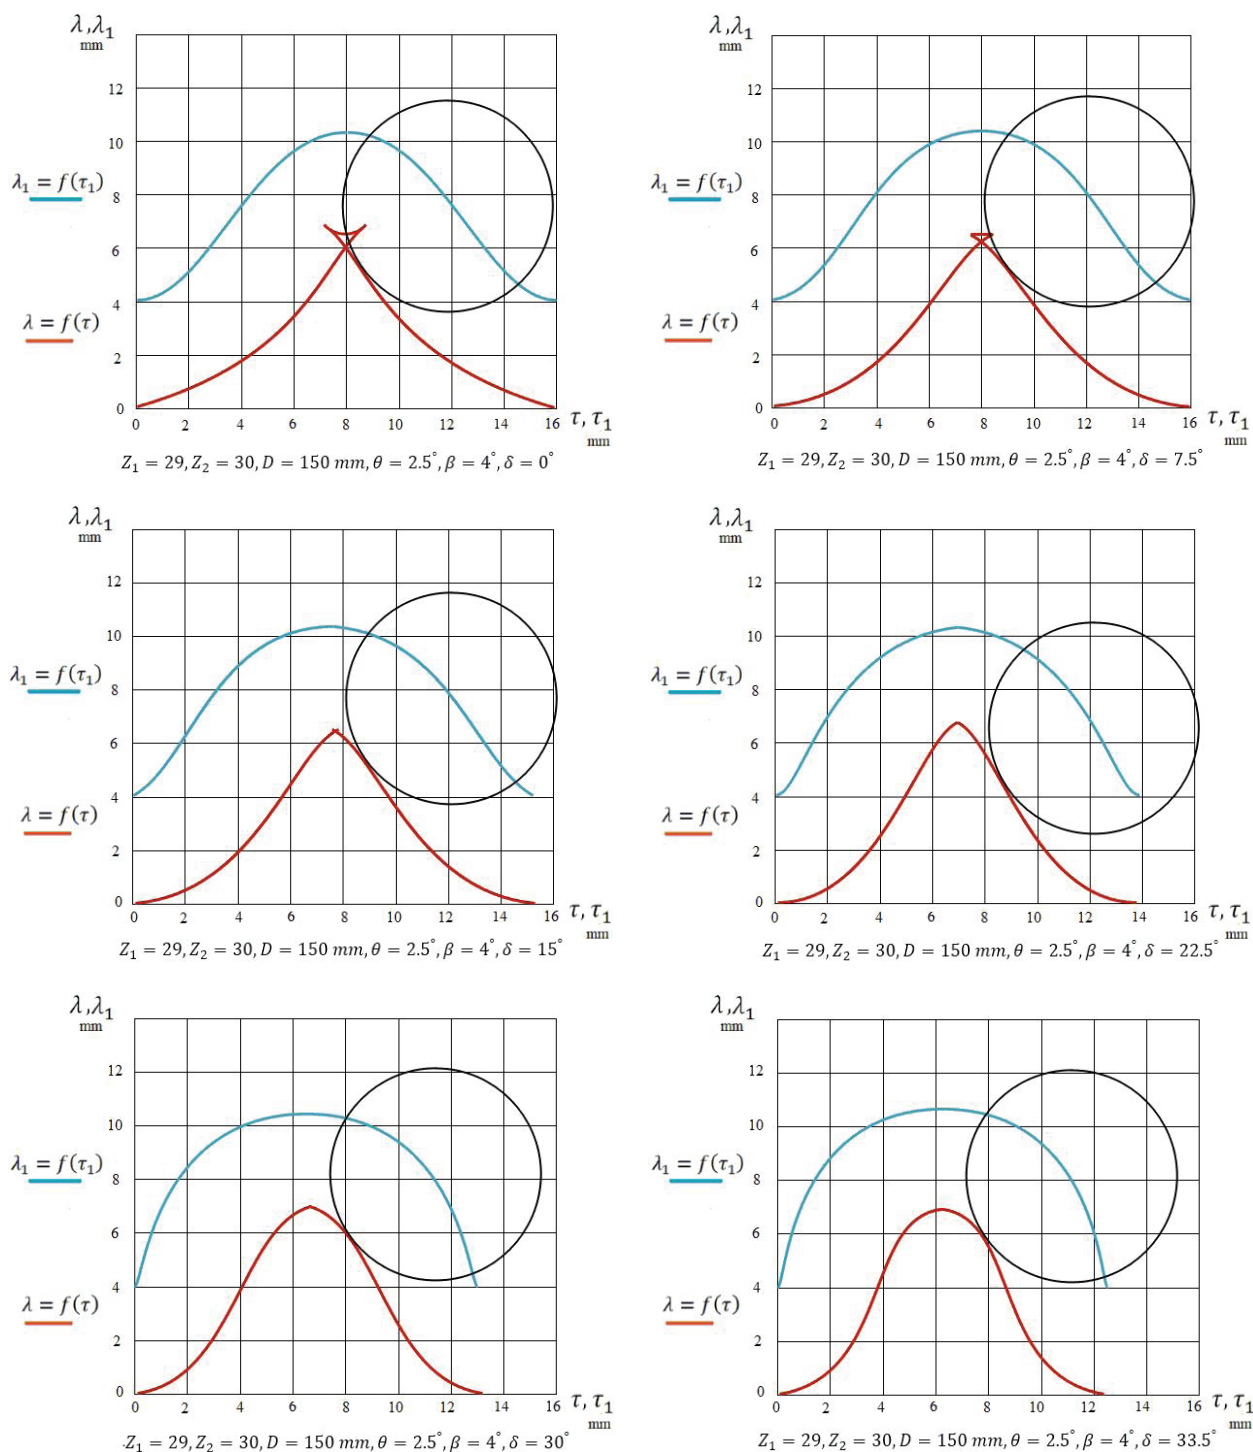 λ,λ₁
mm
12
10
8
6
4
2
0
λ₁ = f(τ₁)
λ = f(τ)
0 2 4 6 8 10 12 14 16 τ, τ₁
mm
Z₁ = 29, Z₂ = 30, D = 150 mm, θ = 2.5°, β = 4°, δ = 0°
λ,λ₁
mm
12
10
8
6
4
2
0
λ₁ = f(τ₁)
λ = f(τ)
0 2 4 6 8 10 12 14 16 τ, τ₁
mm
Z₁ = 29, Z₂ = 30, D = 150 mm, θ = 2.5°, β = 4°, δ = 7.5°
λ,λ₁
mm
12
10
8
6
4
2
0
λ₁ = f(τ₁)
λ = f(τ)
0 2 4 6 8 10 12 14 16 τ, τ₁
mm
Z₁ = 29, Z₂ = 30, D = 150 mm, θ = 2.5°, β = 4°, δ = 15°
λ,λ₁
mm
12
10
8
6
4
2
0
λ₁ = f(τ₁)
λ = f(τ)
0 2 4 6 8 10 12 14 16 τ, τ₁
mm
Z₁ = 29, Z₂ = 30, D = 150 mm, θ = 2.5°, β = 4°, δ = 22.5°
λ,λ₁
mm
12
10
8
6
4
2
0
λ₁ = f(τ₁)
λ = f(τ)
0 2 4 6 8 10 12 14 16 τ, τ₁
mm
Z₁ = 29, Z₂ = 30, D = 150 mm, θ = 2.5°, β = 4°, δ = 30°
λ,λ₁
mm
12
10
8
6
4
2
0
λ₁ = f(τ₁)
λ = f(τ)
0 2 4 6 8 10 12 14 16 τ, τ₁
mm
Z₁ = 29, Z₂ = 30, D = 150 mm, θ = 2.5°, β = 4°, δ = 33.5°